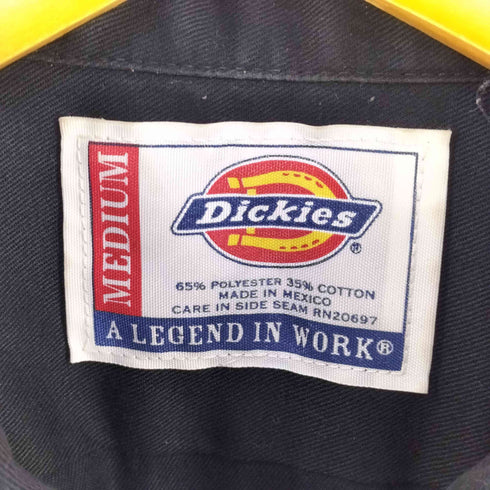 MEDIUM
Dickies®
65% POLYESTER 35% COTTON
MADE IN MEXICO
CARE IN SIDE SEAM RN20697
A LEGEND IN WORK®